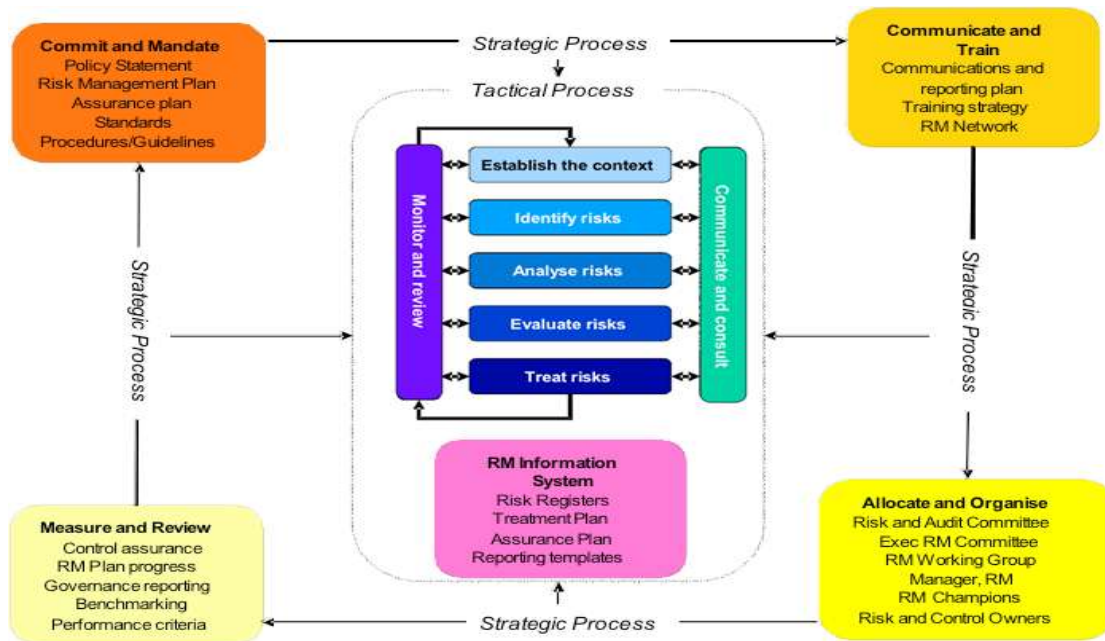 Commit and Mandate
Policy Statement
Risk Management Plan
Assurance plan
Standards
Procedures/Guidelines
Strategic Process
Tactical Process
Communicate and
Train
Communications and
reporting plan
Training strategy
RM Network
Monitor and review
Establish the context
Identify risks
Analyse risks
Evaluate risks
Treat risks
Communicate and consult
Strategic Process
Strategic Process
RM Information
System
Risk Registers
Treatment Plan
Assurance Plan
Reporting templates
Measure and Review
Control assurance
RM Plan progress
Governance reporting
Benchmarking
Performance criteria
Strategic Process
Allocate and Organise
Risk and Audit Committee
Exec RM Committee
RM Working Group
Manager, RM
RM Champions
Risk and Control Owners